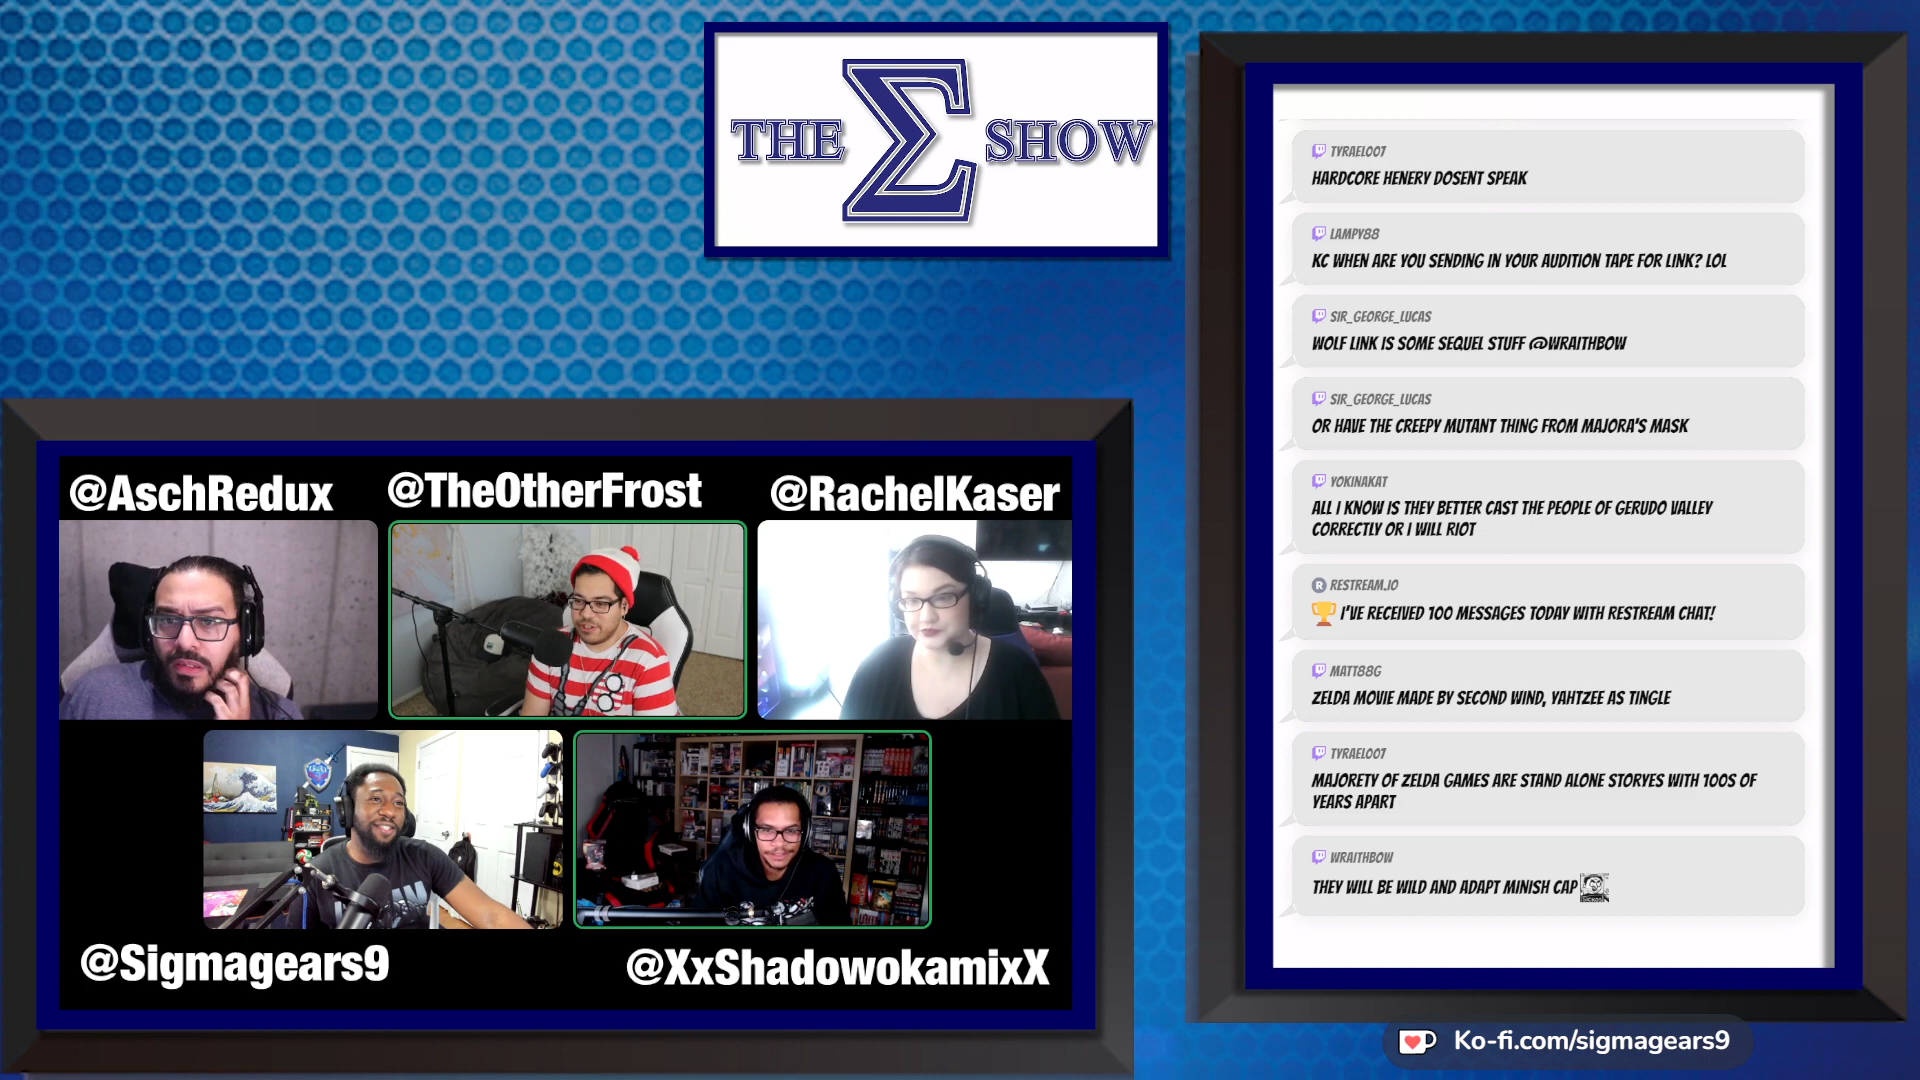 THE Σ SHOW
@AschRedux
@TheOtherFrost
@RachelKaser
@Sigmagears9
@XxShadowokamixX
TYRAEL007
HARDCORE HENERY DOSENT SPEAK
LAMPY88
KC WHEN ARE YOU SENDING IN YOUR AUDITION TAPE FOR LINK? LOL
SIR_GEORGE_LUCAS
WOLF LINK IS SOME SEQUEL STUFF @WRAITHBOW
SIR_GEORGE_LUCAS
OR HAVE THE CREEPY MUTANT THING FROM MAJORA'S MASK
YOKINAKAT
ALL I KNOW IS THEY BETTER CAST THE PEOPLE OF GERUDO VALLEY
CORRECTLY OR I WILL RIOT
R RESTREAM.IO
I'VE RECEIVED 100 MESSAGES TODAY WITH RESTREAM CHAT!
MATT88G
ZELDA MOVIE MADE BY SECOND WIND, YAHTZEE AS TINGLE
TYRAEL007
MAJORETY OF ZELDA GAMES ARE STAND ALONE STORYES WITH 100S OF
YEARS APART
WRAITHBOW
THEY WILL BE WILD AND ADAPT MINISH CAP
Ko-fi.com/sigmagears9